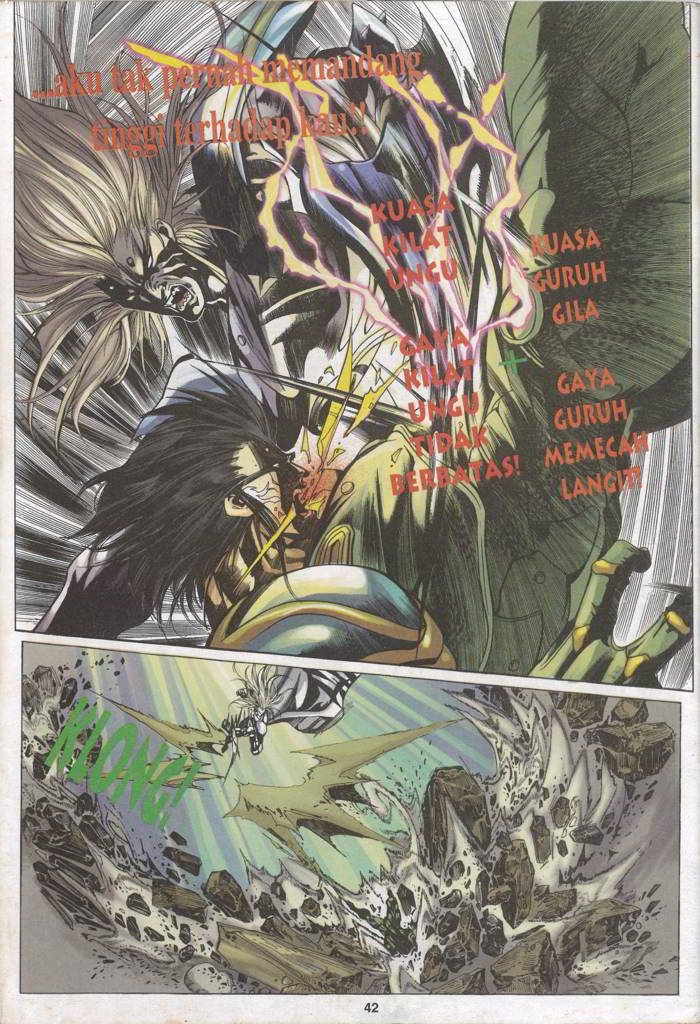 ...aku tak pernah memandang
tinggi terhadap kau!!
KUASA
KILAT
UNGU
GAYA
KILAT
UNGU
TIDAK
BERBATAS!
+
KUASA
GURUH
GILA
GAYA
GURUH
MEMECAH
LANGIT!
KLONG!
42